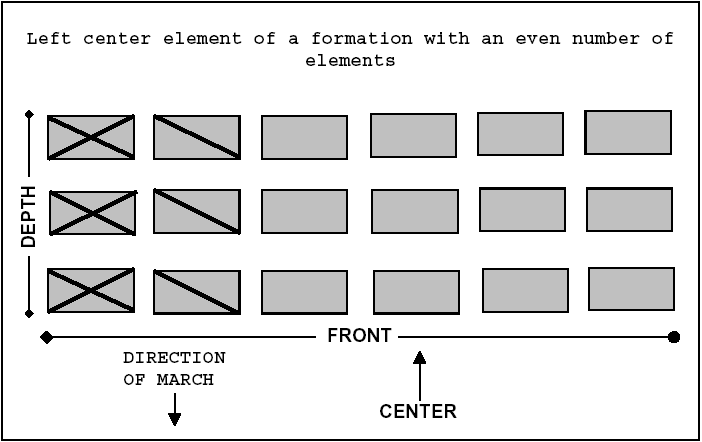 Left center element of a formation with an even number of
elements
DEPTH
FRONT
DIRECTION
OF MARCH
CENTER